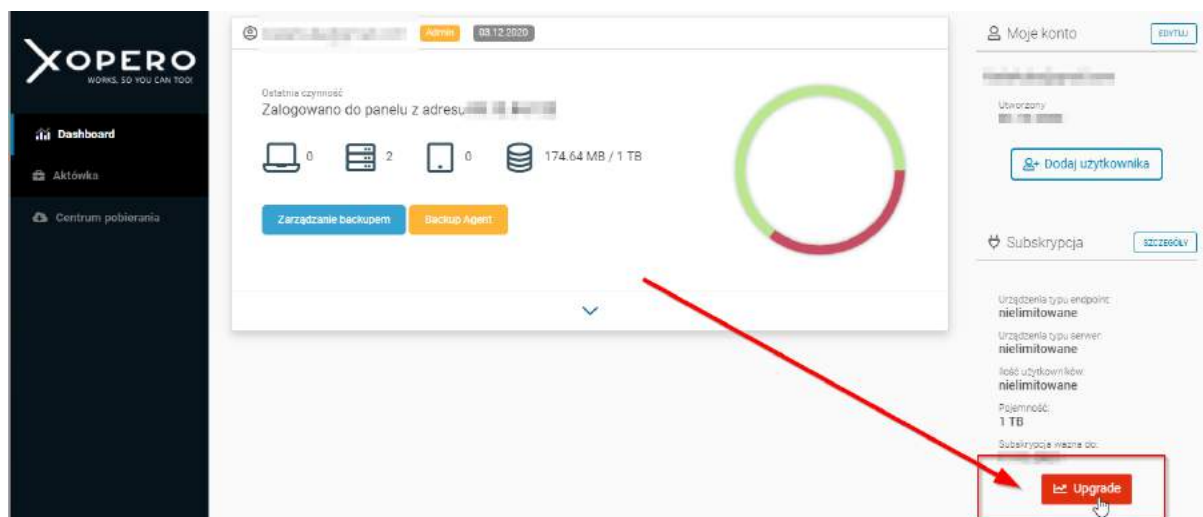 XOPERO
WORKS, SO YOU CAN TOO!
Dashboard
Aktówka
Centrum pobierania
Admin 03.12.2020
Ostatnia czynność
Zalogowano do panelu z adresu
0 2 0 174.64 MB / 1 TB
Zarządzanie backupem Backup Agent
Moje konto EDYTUJ
Utworzony
Dodaj użytkownika
Subskrypcja SZCZEGÓŁY
Urządzenia typu endpoint:
nielimitowane
Urządzenia typu serwer:
nielimitowane
Ilość użytkowników:
nielimitowane
Pojemność:
1 TB
Subskrypcja ważna do:
Upgrade